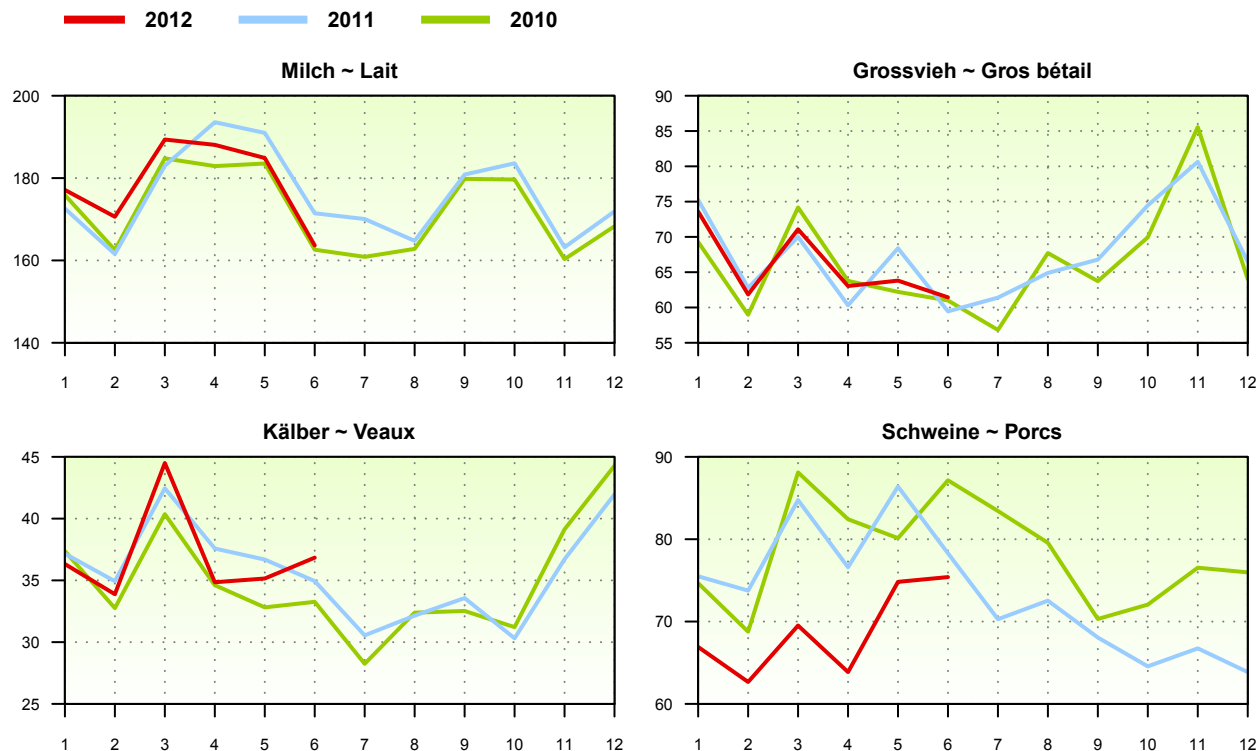 2012 2011 2010
Milch ~ Lait
200
180
160
140
1 2 3 4 5 6 7 8 9 10 11 12
Grossvieh ~ Gros bétail
90
85
80
75
70
65
60
55
1 2 3 4 5 6 7 8 9 10 11 12
Kälber ~ Veaux
45
40
35
30
25
1 2 3 4 5 6 7 8 9 10 11 12
Schweine ~ Porcs
90
80
70
60
1 2 3 4 5 6 7 8 9 10 11 12